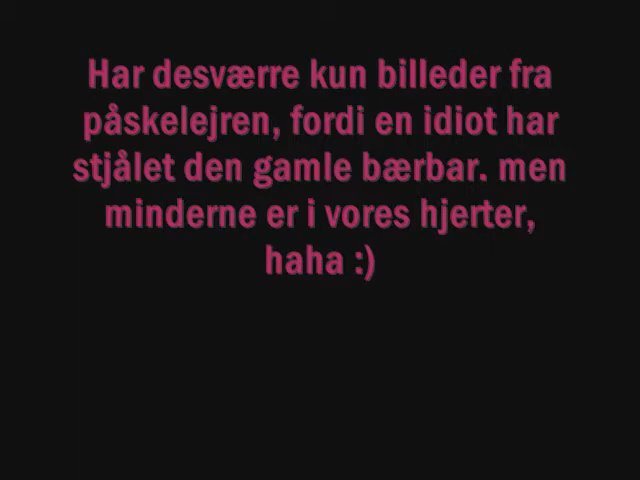 Har desværre kun billeder fra
påskelejren, fordi en idiot har
stjålet den gamle bærbar. men
minderne er i vores hjerter,
haha :)